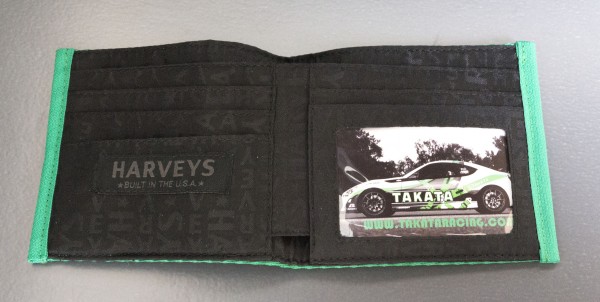 HARVEYS
★BUILT IN THE U.S.A.★
TAKATA
WWW.TAKATARACING.CO